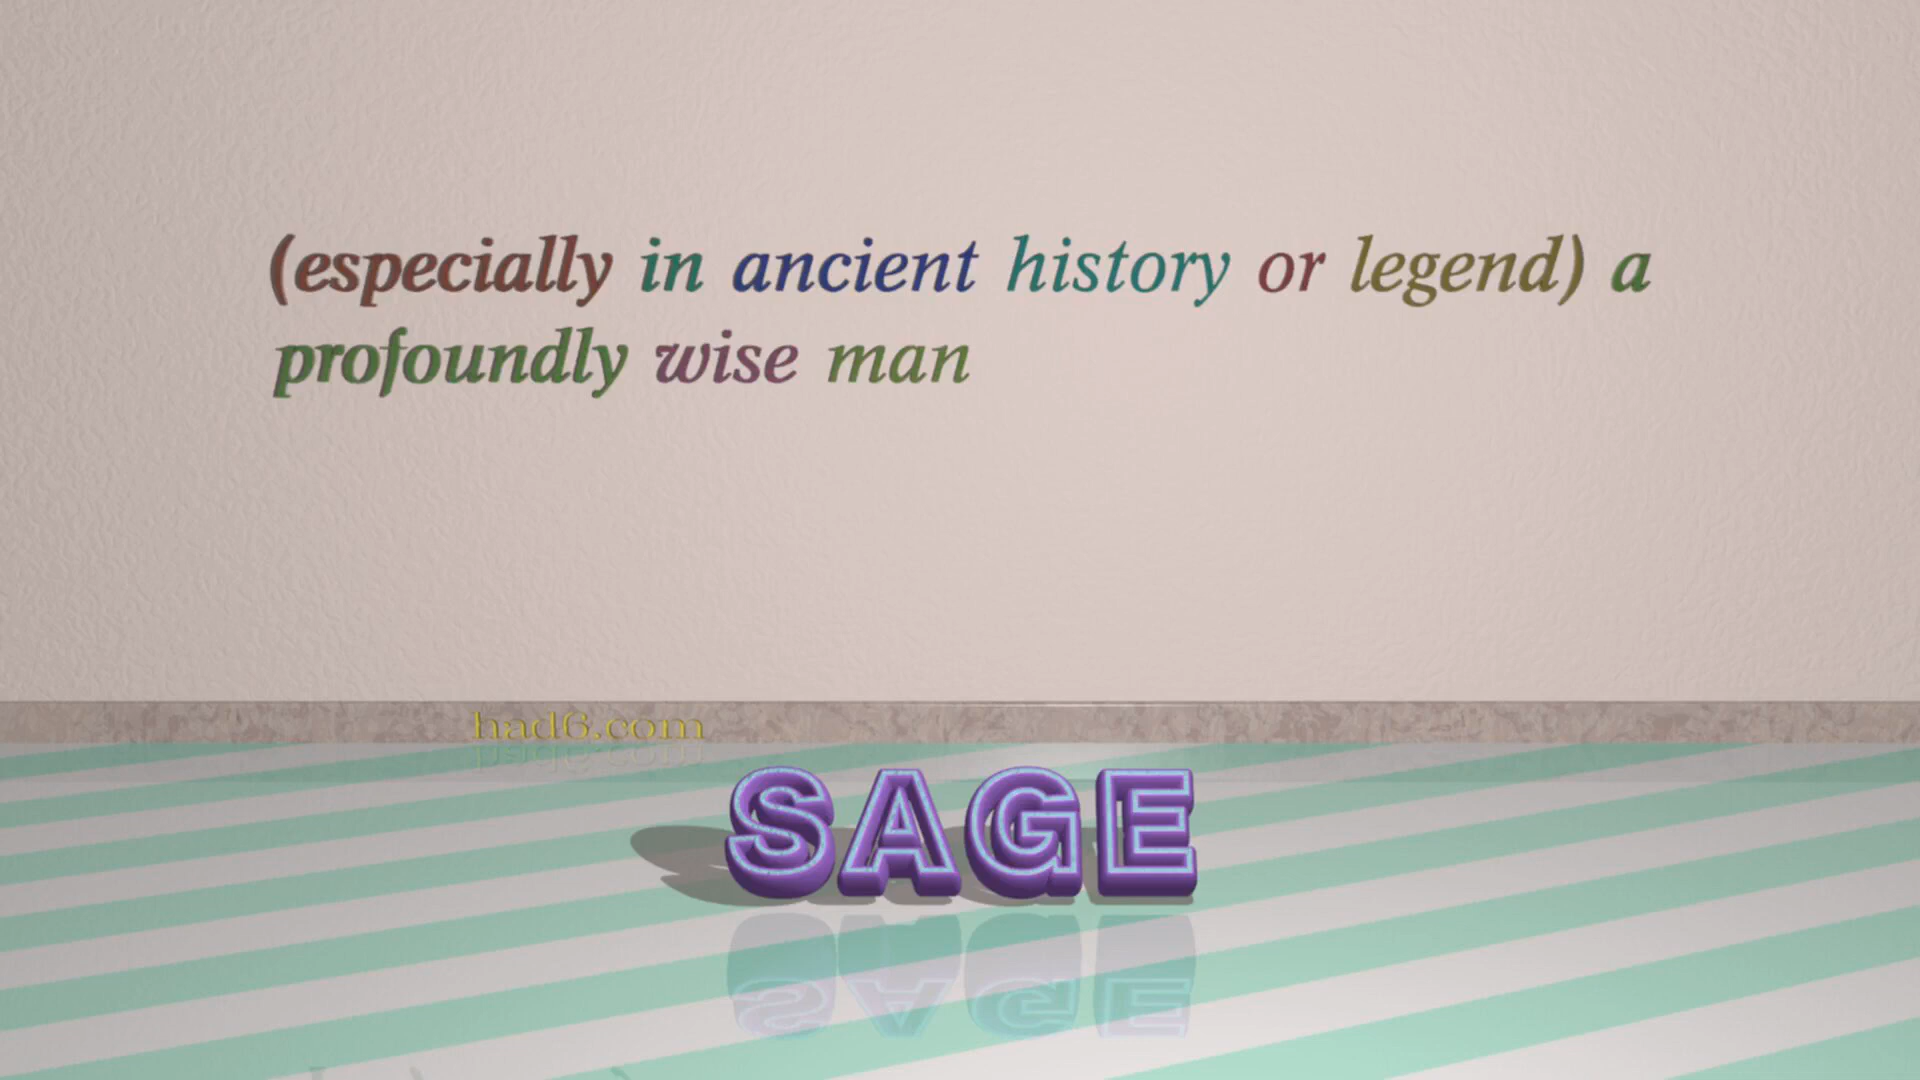 (especially in ancient history or legend) a
profoundly wise man
had6.com
SAGE